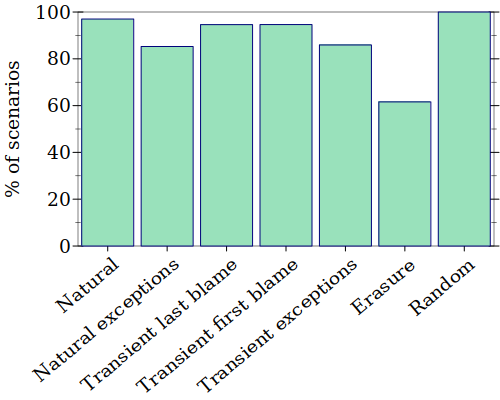 100
80
60
40
20
0
% of scenarios
Natural
Natural exceptions
Transient last blame
Transient first blame
Transient exceptions
Erasure
Random